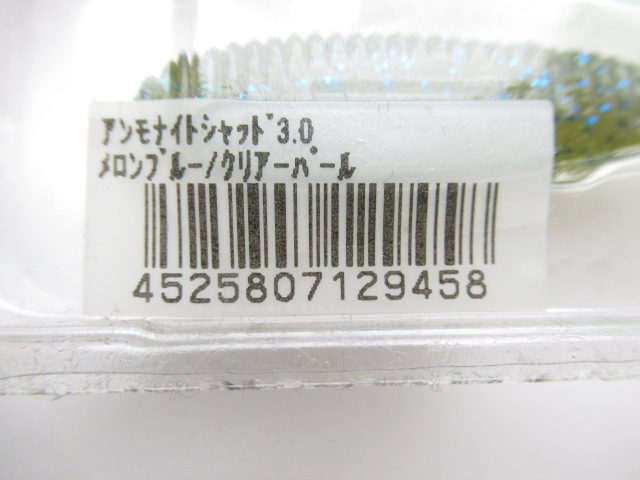 ｱﾝﾓﾅｲﾄｼｬｯﾄﾞ3.0
ﾒﾛﾝﾌﾞﾙｰ/ｸﾘｱｰﾊﾟｰﾙ
4525807129458